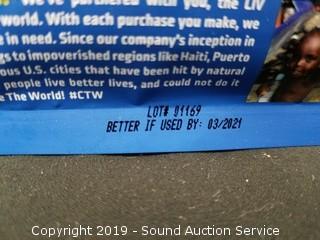 We've partnered with you, the LIV
world. With each purchase you make, we
e in need. Since our company's inception in
gs to impoverished regions like Haiti, Puerto
ous U.S. cities that have been hit by natural
people live better lives, and could not do it
e The World! #CTW
LOT# 01169
BETTER IF USED BY: 03/2021
Copyright 2019 - Sound Auction Service